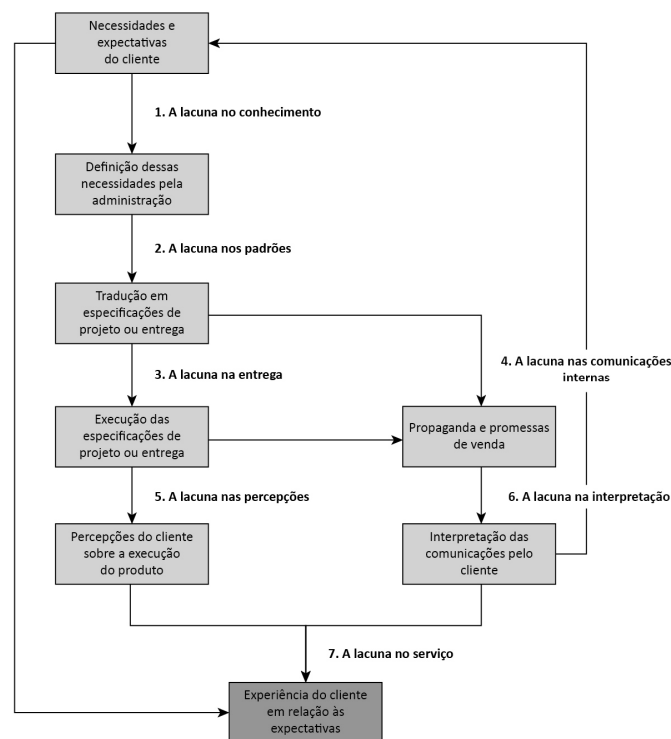 Necessidades e
expectativas
do cliente
1. A lacuna no conhecimento
Definição dessas
necessidades pela
administração
2. A lacuna nos padrões
Tradução em
especificações de
projeto ou entrega
3. A lacuna na entrega
4. A lacuna nas comunicações
internas
Execução das
especificações de
projeto ou entrega
Propaganda e promessas
de venda
5. A lacuna nas percepções
6. A lacuna na interpretação
Percepções do cliente
sobre a execução
do produto
Interpretação das
comunicações pelo
cliente
7. A lacuna no serviço
Experiência do cliente
em relação às
expectativas